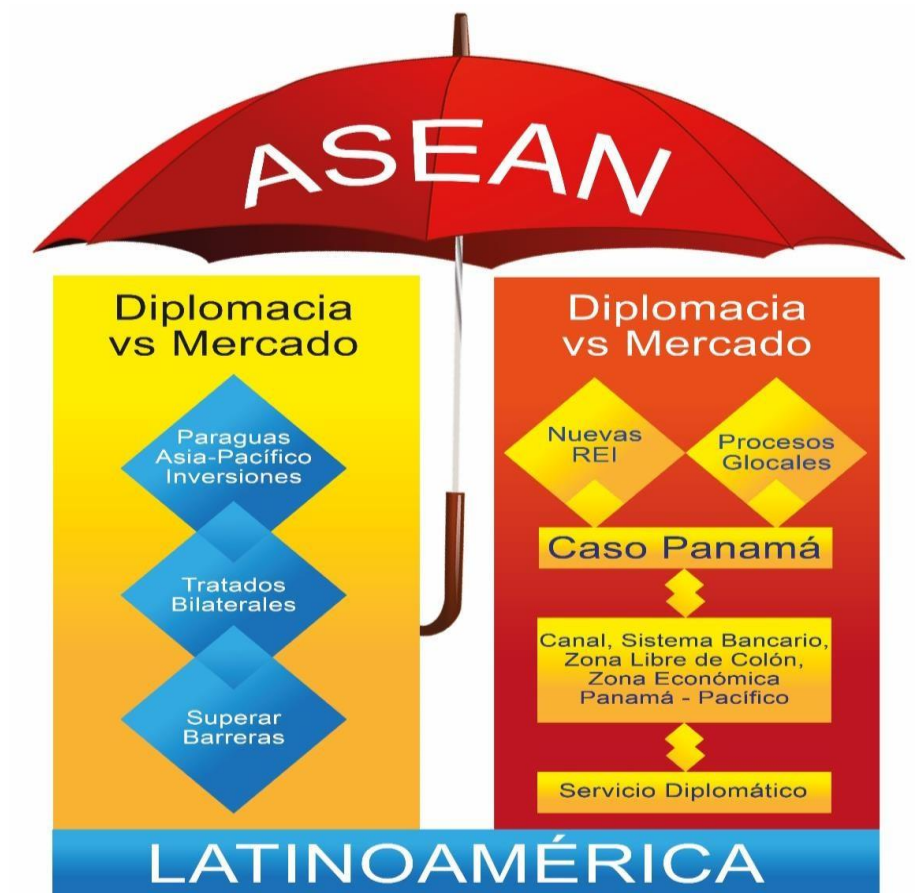 ASEAN
Diplomacia
vs Mercado
Paraguas
Asia-Pacífico
Inversiones
Tratados
Bilaterales
Superar
Barreras
Diplomacia
vs Mercado
Nuevas
REI
Procesos
Glocales
Caso Panamá
Canal, Sistema Bancario,
Zona Libre de Colón,
Zona Económica
Panamá - Pacífico
Servicio Diplomático
LATINOAMÉRICA